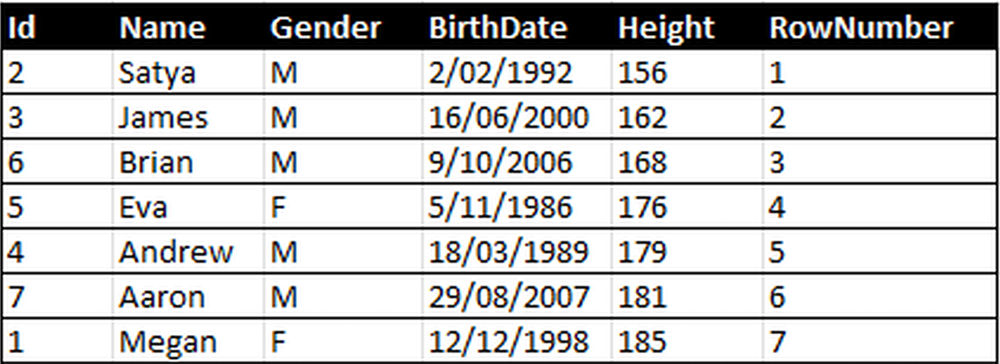 Id Name Gender BirthDate Height RowNumber
2 Satya M 2/02/1992 156 1
3 James M 16/06/2000 162 2
6 Brian M 9/10/2006 168 3
5 Eva F 5/11/1986 176 4
4 Andrew M 18/03/1989 179 5
7 Aaron M 29/08/2007 181 6
1 Megan F 12/12/1998 185 7